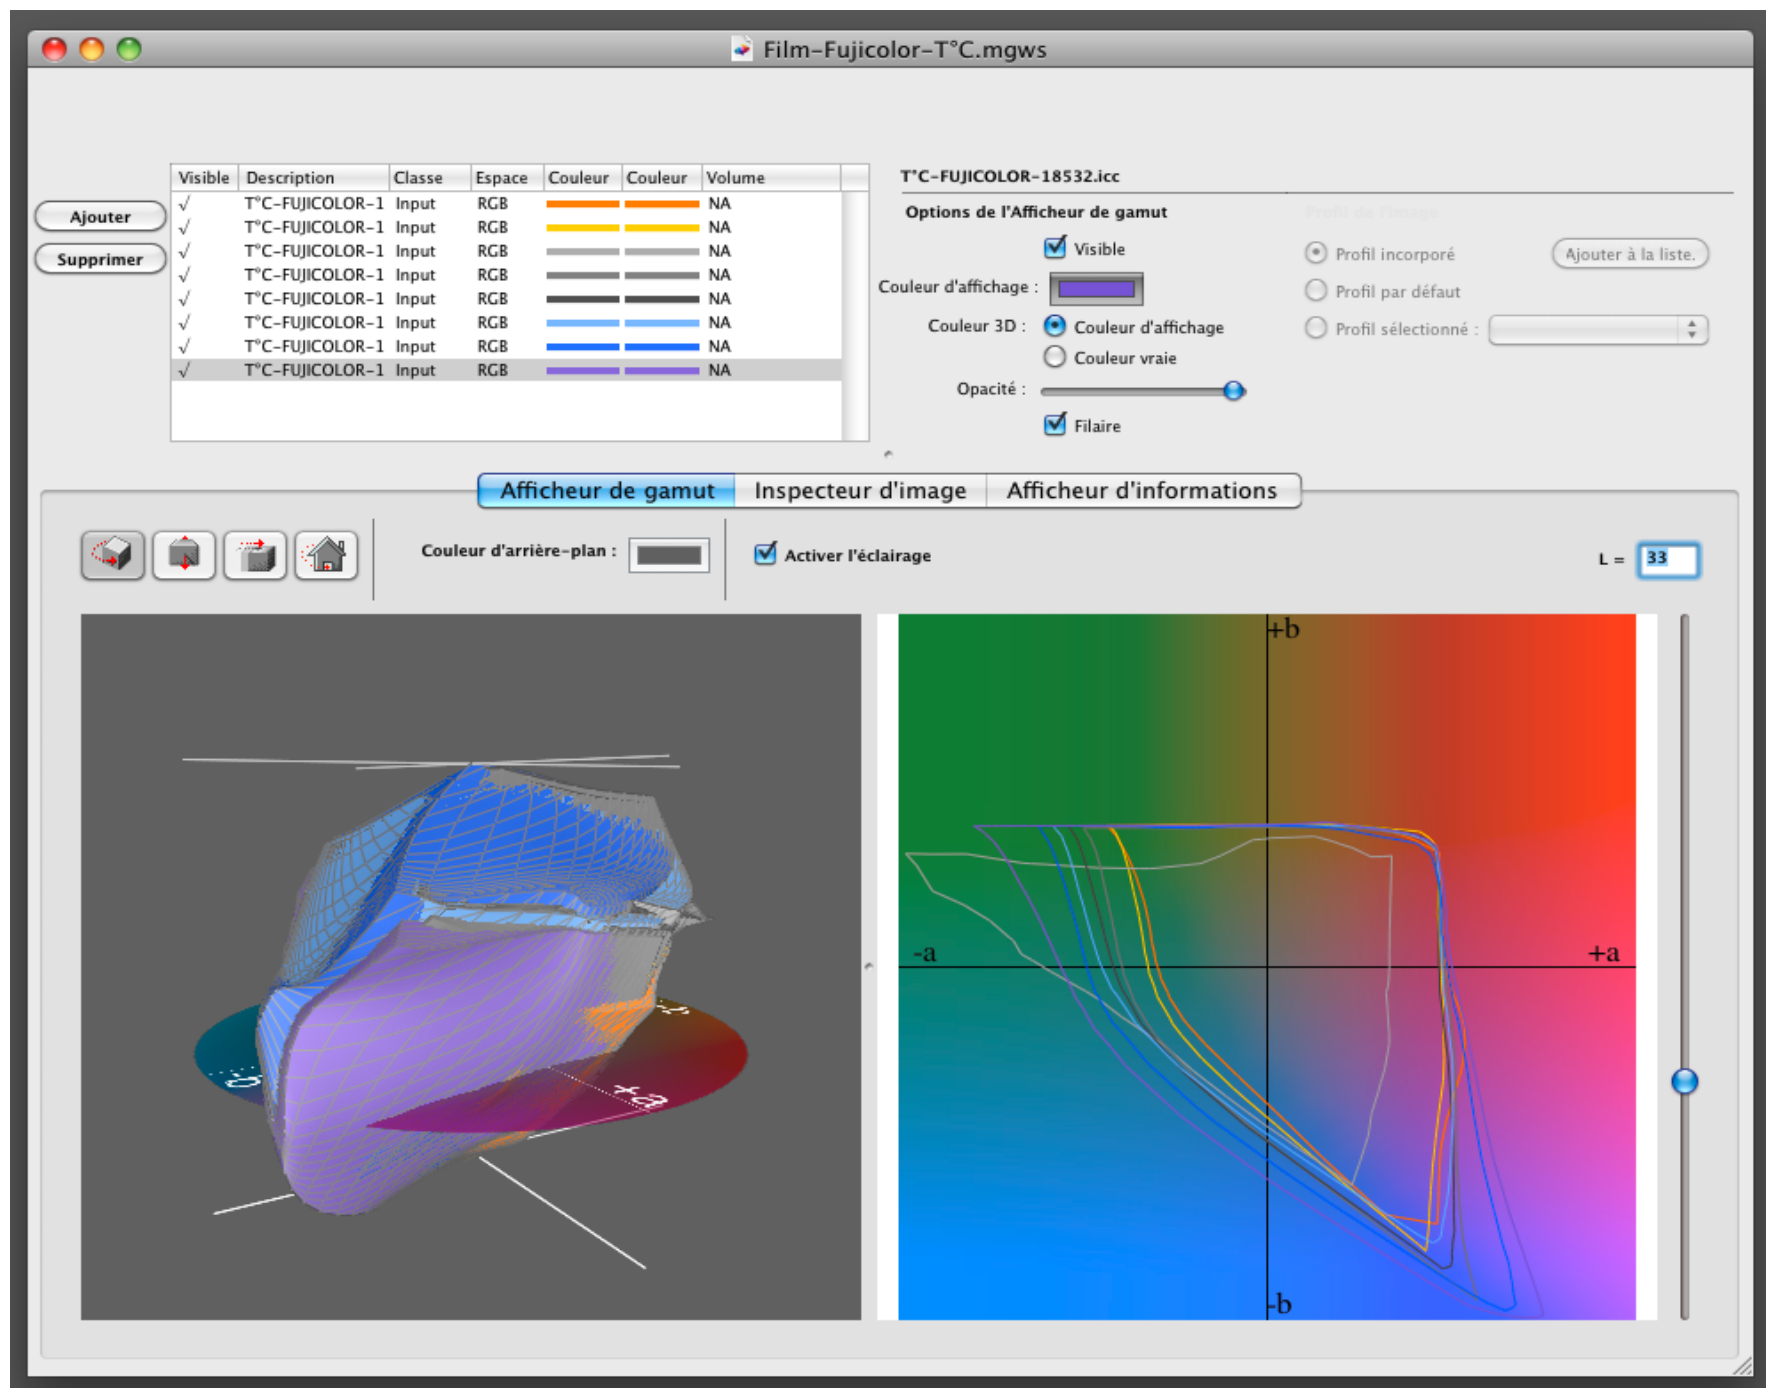 Film-Fujicolor-T°C.mgws
Ajouter
Supprimer
Visible Description Classe Espace Couleur Couleur Volume
√ T°C-FUJICOLOR-1 Input RGB NA
√ T°C-FUJICOLOR-1 Input RGB NA
√ T°C-FUJICOLOR-1 Input RGB NA
√ T°C-FUJICOLOR-1 Input RGB NA
√ T°C-FUJICOLOR-1 Input RGB NA
√ T°C-FUJICOLOR-1 Input RGB NA
√ T°C-FUJICOLOR-1 Input RGB NA
√ T°C-FUJICOLOR-1 Input RGB NA
T°C-FUJICOLOR-18532.icc
Options de l'Afficheur de gamut
Visible
Couleur d'affichage :
Couleur 3D : Couleur d'affichage
Couleur vraie
Opacité :
Filaire
Profil de l'image
Profil incorporé
Ajouter à la liste.
Profil par défaut
Profil sélectionné :
Afficheur de gamut Inspecteur d'image Afficheur d'informations
Couleur d'arrière-plan :
Activer l'éclairage
L = 33
+a
+b
-a
+a
-b